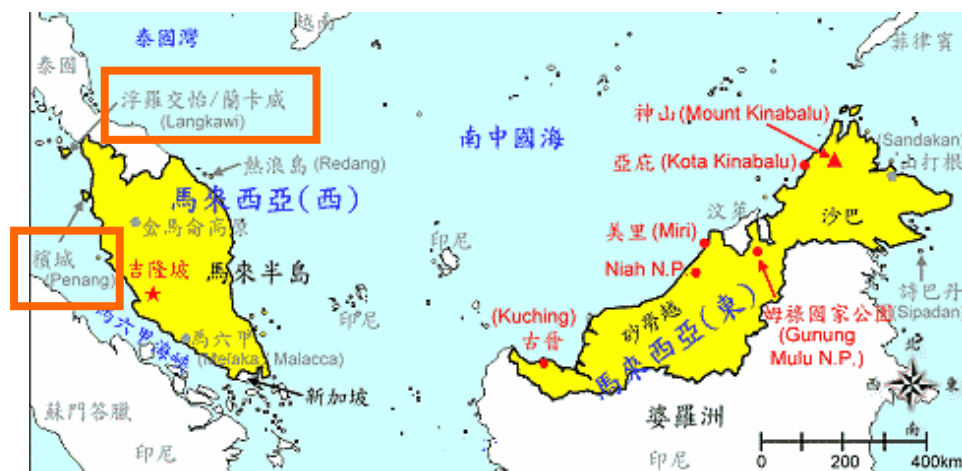 越南
泰國灣
菲律賓
泰國
浮羅交怡/蘭卡威
(Langkawi)
神山(Mount Kinabalu)
南中國海
(Sandakan)
山打根
熱浪島(Redang)
亞庇(Kota Kinabalu)
馬來西亞(西)
汶萊
沙巴
金馬侖高原
美里(Miri)
印尼
檳城
(Penang)
吉隆坡
馬來半島
Niah N.P.
詩巴丹
(Sipadan)
砂勞越
姆祿國家公園
(Gunung
Mulu N.P.)
馬來西亞(東)
(Kuching)
古晉
印尼
馬六甲
(Melaka / Malacca)
馬六甲海峽
新加坡
北
西
東
南
蘇門答臘
婆羅洲
印尼
印尼
0 200 400km